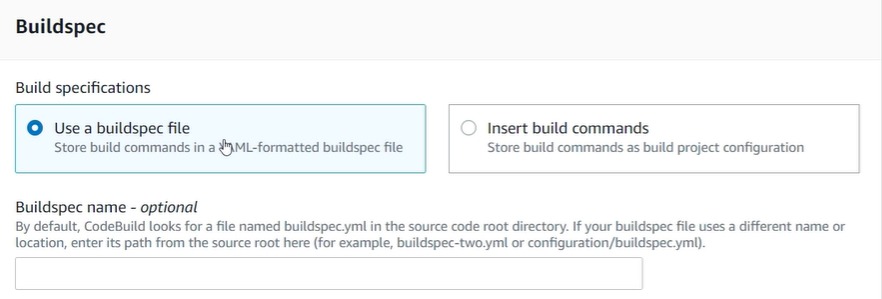 Buildspec
Build specifications
Use a buildspec file
Store build commands in a YAML-formatted buildspec file
Insert build commands
Store build commands as build project configuration
Buildspec name - optional
By default, CodeBuild looks for a file named buildspec.yml in the source code root directory. If your buildspec file uses a different name or
location, enter its path from the source root here (for example, buildspec-two.yml or configuration/buildspec.yml).